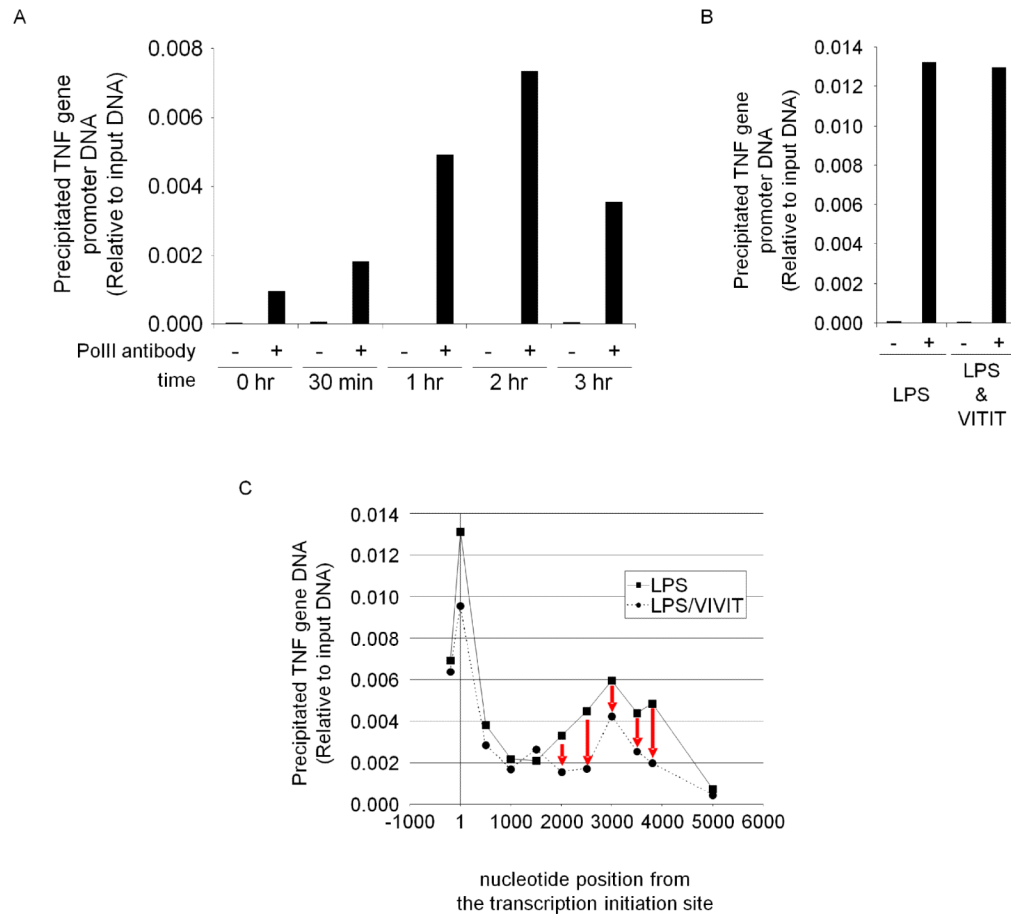 A
Precipitated TNF gene
promoter DNA
(Relative to input DNA)
0.008
0.006
0.004
0.002
0.000
PolII antibody - + - + - + - + - +
time 0 hr 30 min 1 hr 2 hr 3 hr
B
Precipitated TNF gene
promoter DNA
(Relative to input DNA)
0.014
0.012
0.010
0.008
0.006
0.004
0.002
0.000
- + - +
LPS
LPS
&
VITIT
C
Precipitated TNF gene DNA
(Relative to input DNA)
0.014
0.012
0.010
0.008
0.006
0.004
0.002
0.000
LPS
LPS/VIVIT
-1000 1 1000 2000 3000 4000 5000 6000
nucleotide position from
the transcription initiation site